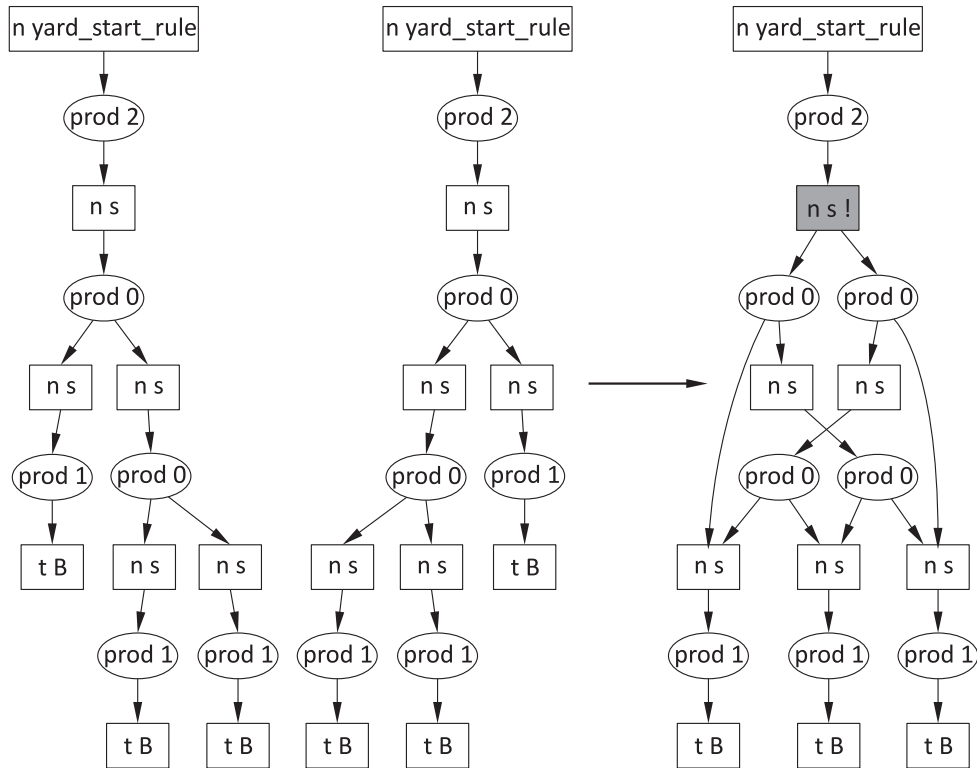 n yard_start_rule n yard_start_rule n yard_start_rule
prod 2 prod 2 prod 2
n s n s n s !
prod 0 prod 0 prod 0 prod 0
n s n s n s n s n s n s
prod 1 prod 0 prod 0 prod 1 prod 0 prod 0
t B n s n s n s n s t B n s n s n s
prod 1 prod 1 prod 1 prod 1 prod 1 prod 1 prod 1
t B t B t B t B t B t B t B